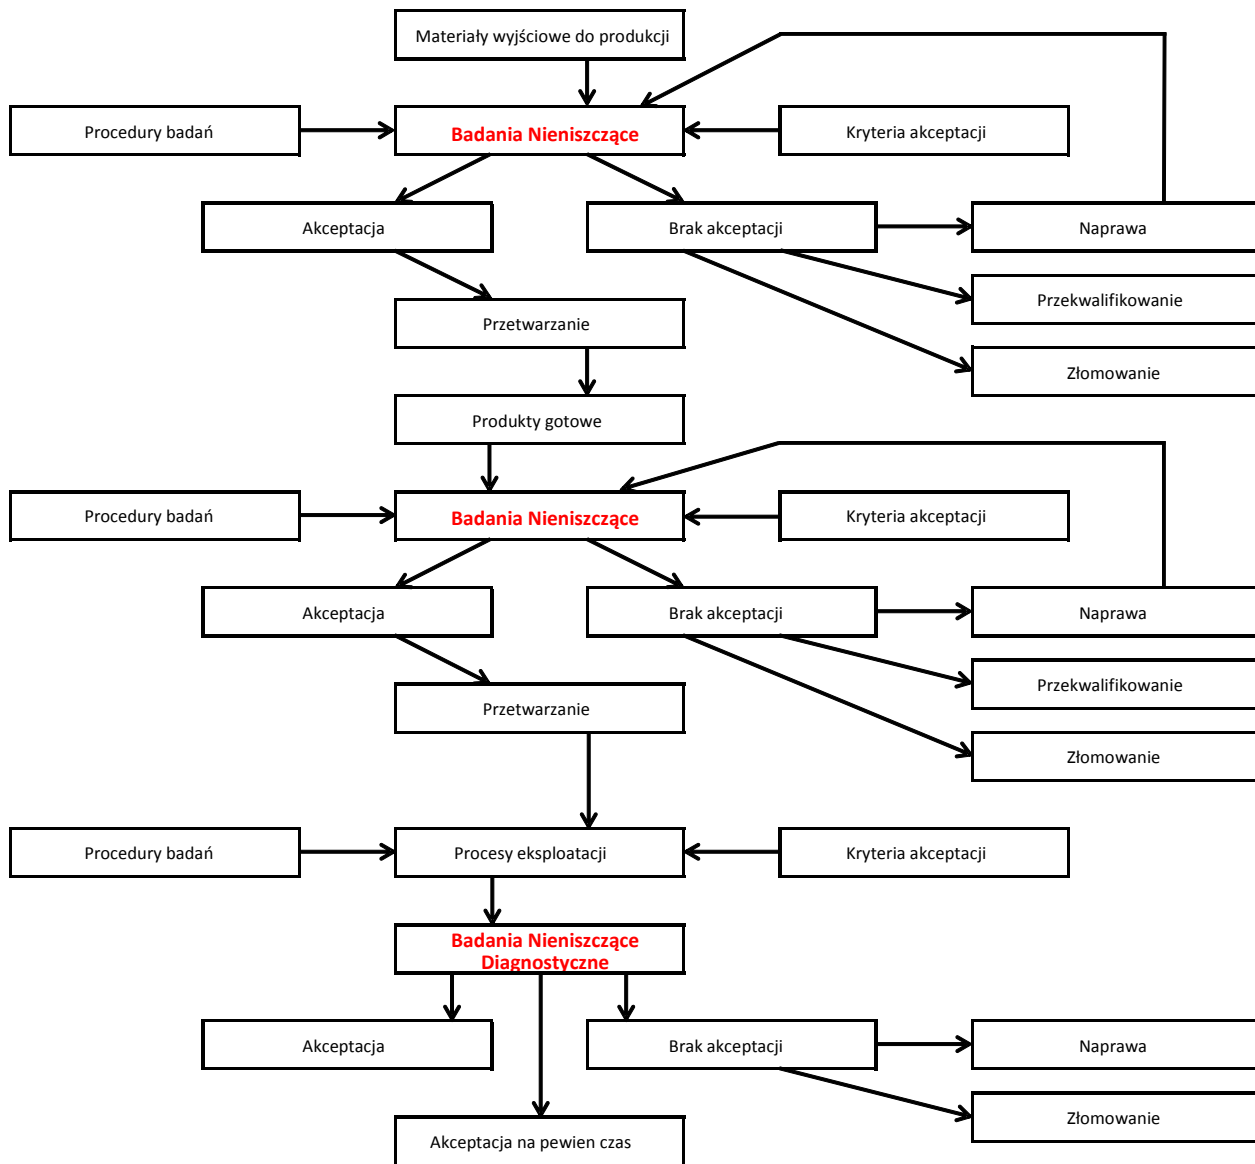 Materiały wyjściowe do produkcji
Procedury badań
Badania Nieniszczące
Kryteria akceptacji
Akceptacja
Brak akceptacji
Naprawa
Przekwalifikowanie
Przetwarzanie
Złomowanie
Produkty gotowe
Procedury badań
Badania Nieniszczące
Kryteria akceptacji
Akceptacja
Brak akceptacji
Naprawa
Przekwalifikowanie
Przetwarzanie
Złomowanie
Procedury badań
Procesy eksploatacji
Kryteria akceptacji
Badania Nieniszczące
Diagnostyczne
Akceptacja
Brak akceptacji
Naprawa
Złomowanie
Akceptacja na pewien czas